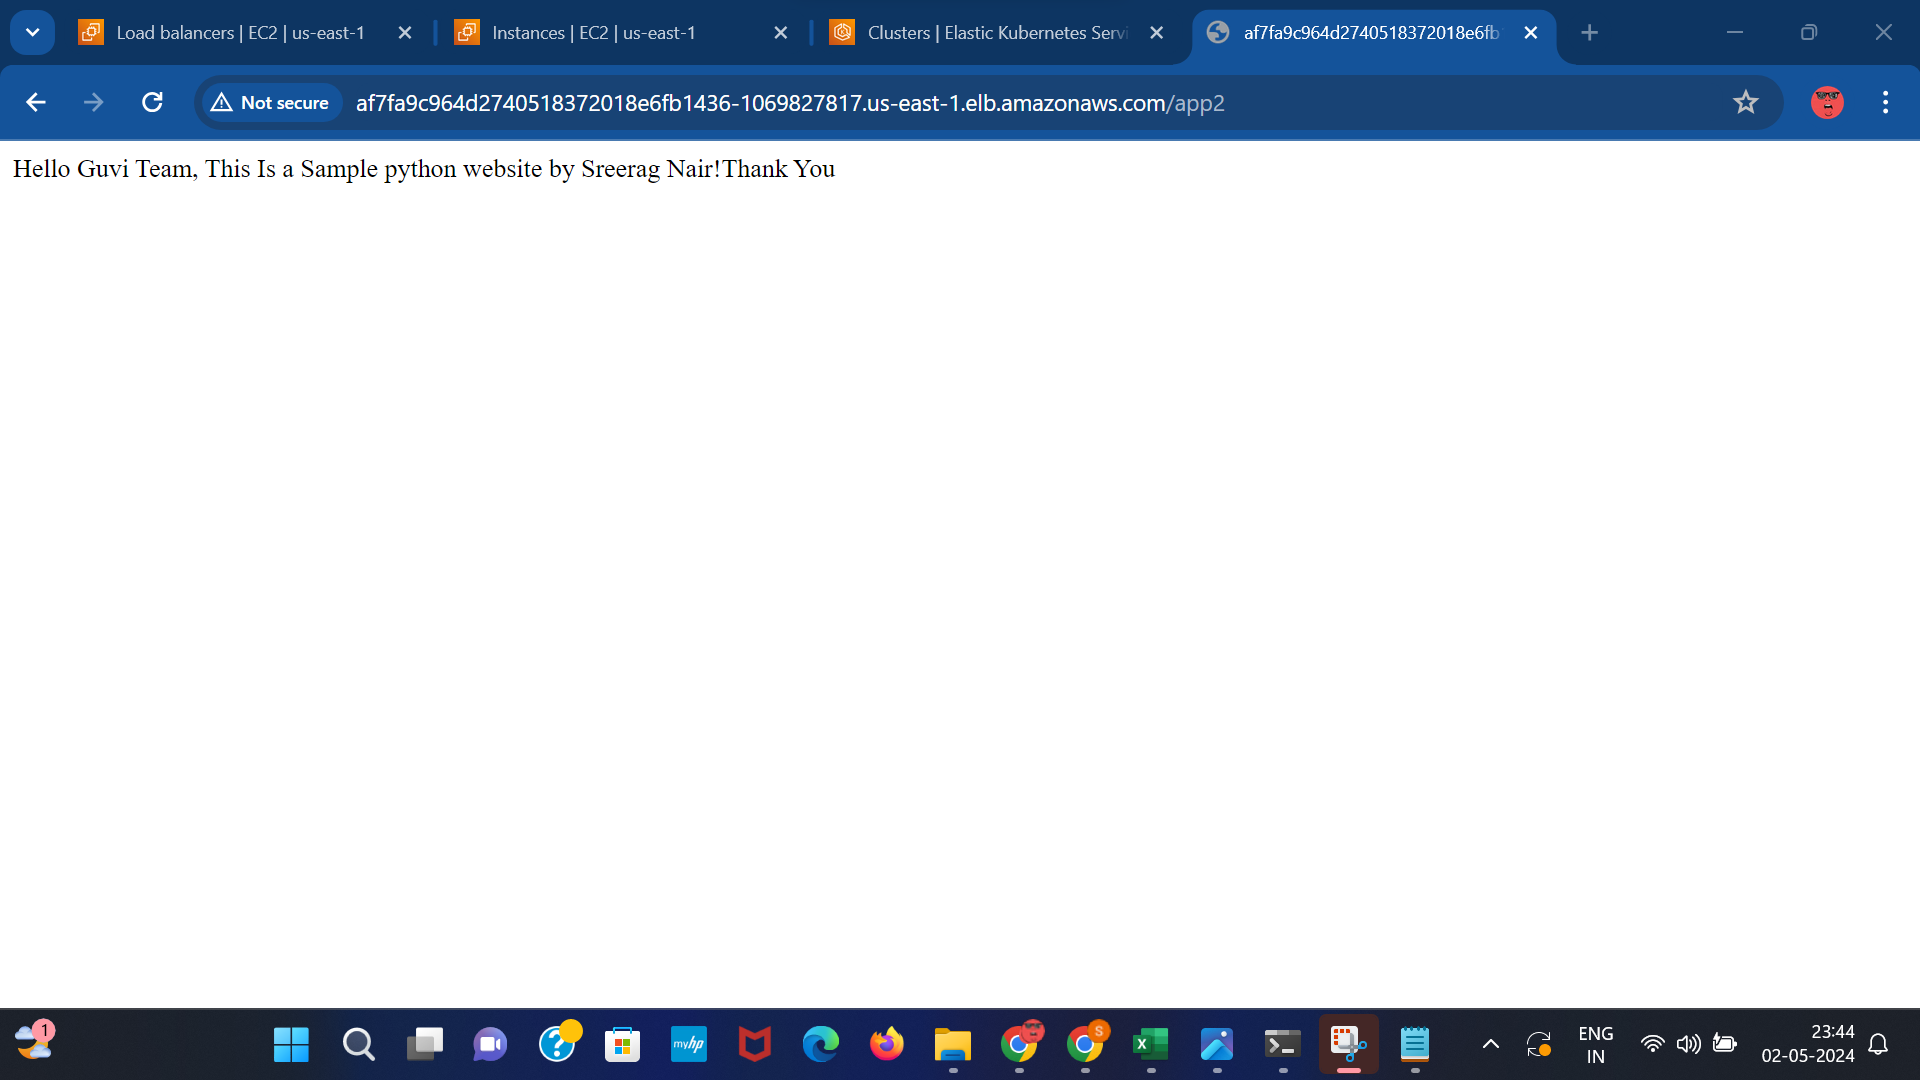 Load balancers | EC2 | us-east-1
Instances | EC2 | us-east-1
Clusters | Elastic Kubernetes Servi
af7fa9c964d2740518372018e6fb
Not secure
af7fa9c964d2740518372018e6fb1436-1069827817.us-east-1.elb.amazonaws.com/app2
Hello Guvi Team, This Is a Sample python website by Sreerag Nair!Thank You
1
myhp
S
X
ENG
IN
23:44
02-05-2024